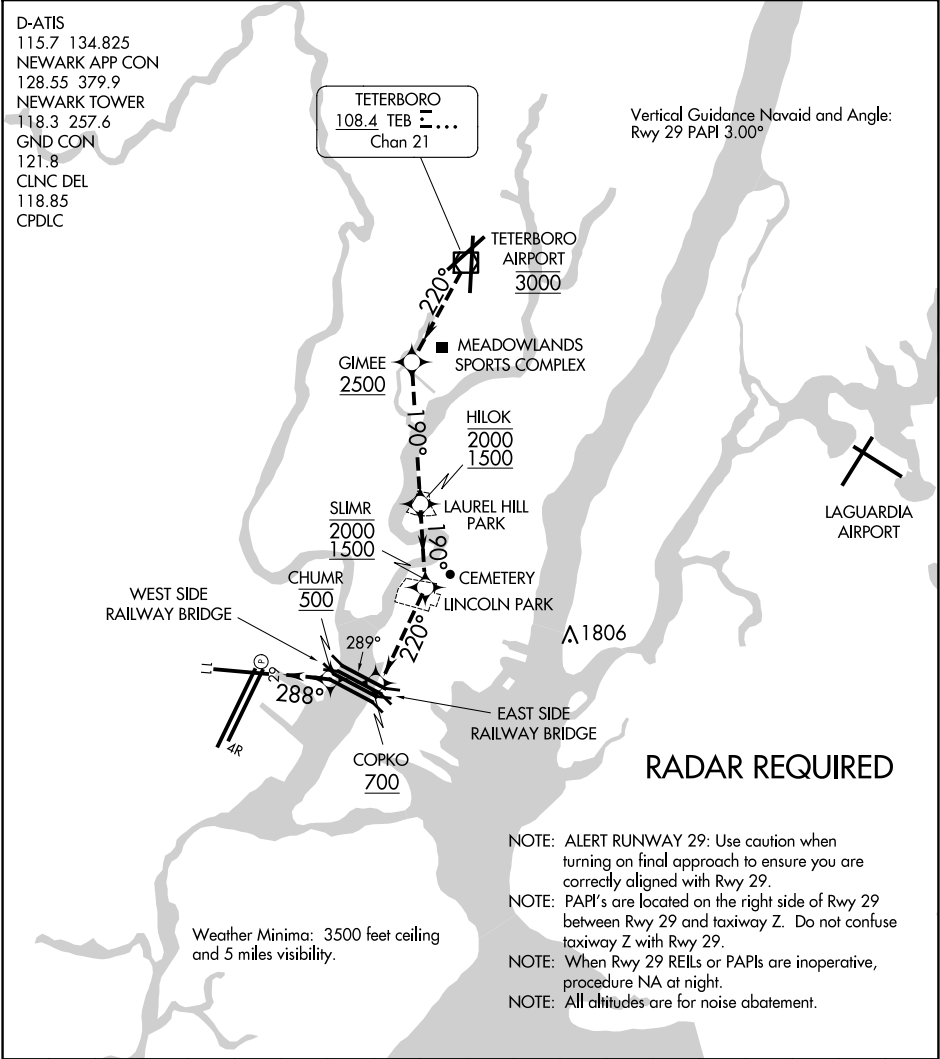 D-ATIS
115.7 134.825
NEWARK APP CON
128.55 379.9
NEWARK TOWER
118.3 257.6
GND CON
121.8
CLNC DEL
118.85
CPDLC
TETERBORO
108.4 TEB
Chan 21
Vertical Guidance Navaid and Angle:
Rwy 29 PAPI 3.00°
TETERBORO
AIRPORT
3000
220°
MEADOWLANDS
SPORTS COMPLEX
GIMEE
2500
190°
HILOK
2000
1500
LAUREL HILL
PARK
SLIMR
2000
1500
190°
CEMETERY
LINCOLN PARK
LAGUARDIA
AIRPORT
CHUMR
500
WEST SIDE
RAILWAY BRIDGE
289°
220°
1806
11
P
29
288°
4R
EAST SIDE
RAILWAY BRIDGE
COPKO
700
RADAR REQUIRED
NOTE: ALERT RUNWAY 29: Use caution when
turning on final approach to ensure you are
correctly aligned with Rwy 29.
NOTE: PAPI's are located on the right side of Rwy 29
between Rwy 29 and taxiway Z. Do not confuse
taxiway Z with Rwy 29.
NOTE: When Rwy 29 REILs or PAPIs are inoperative,
procedure NA at night.
NOTE: All altitudes are for noise abatement.
Weather Minima: 3500 feet ceiling
and 5 miles visibility.